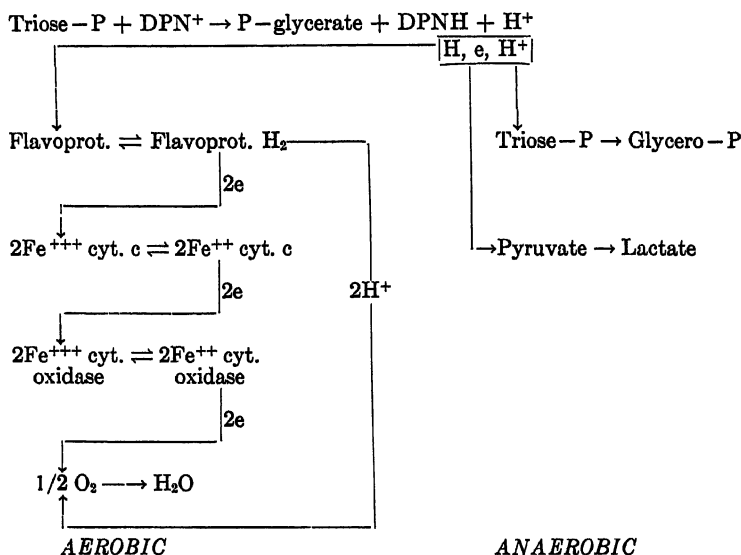 Triose–P + DPN⁺ → P–glycerate + DPNH + H⁺
H, e, H⁺
Flavoprot. ⇌ Flavoprot. H₂
Triose–P → Glycero–P
2e
2Fe⁺⁺⁺ cyt. c ⇌ 2Fe⁺⁺ cyt. c
→Pyruvate → Lactate
2e
2H⁺
2Fe⁺⁺⁺ cyt. ⇌ 2Fe⁺⁺ cyt.
oxidase oxidase
2e
1/2 O₂ → H₂O
AEROBIC
ANAEROBIC